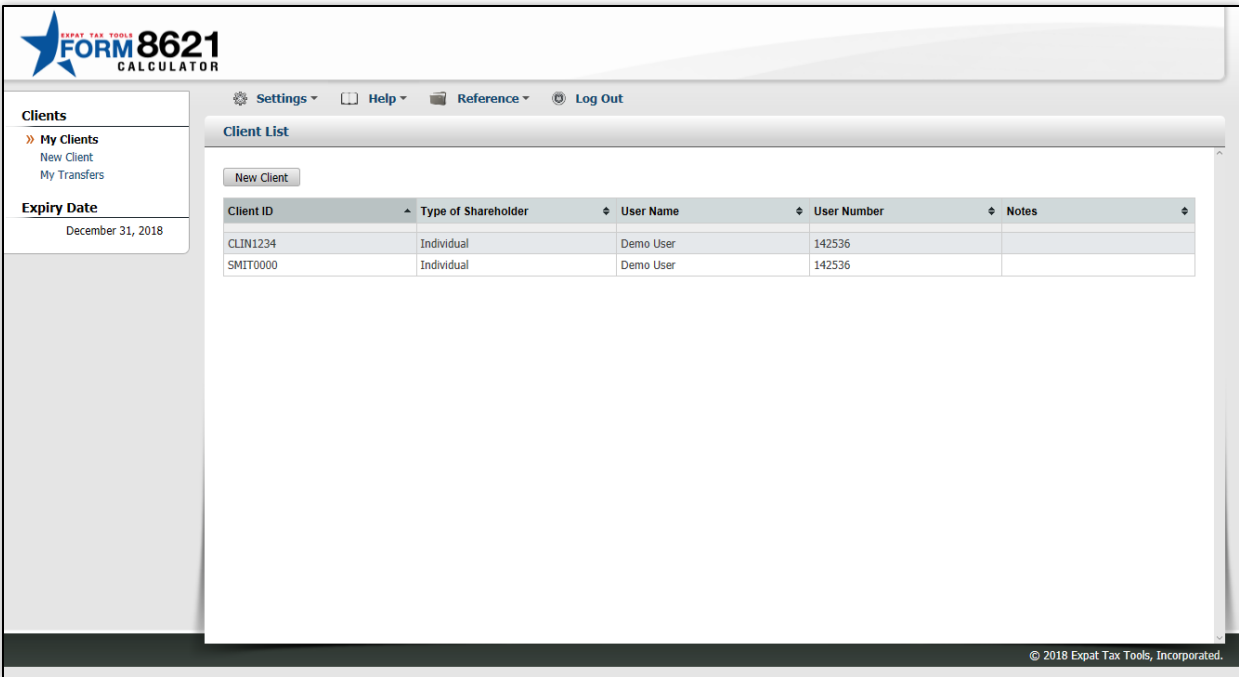 EXPAT TAX TOOLS
FORM 8621
CALCULATOR
Settings Help Reference Log Out
Clients
» My Clients
New Client
My Transfers
Expiry Date
December 31, 2018
Client List
New Client
Client ID Type of Shareholder User Name User Number Notes
CLIN1234 Individual Demo User 142536
SMIT0000 Individual Demo User 142536
© 2018 Expat Tax Tools, Incorporated.